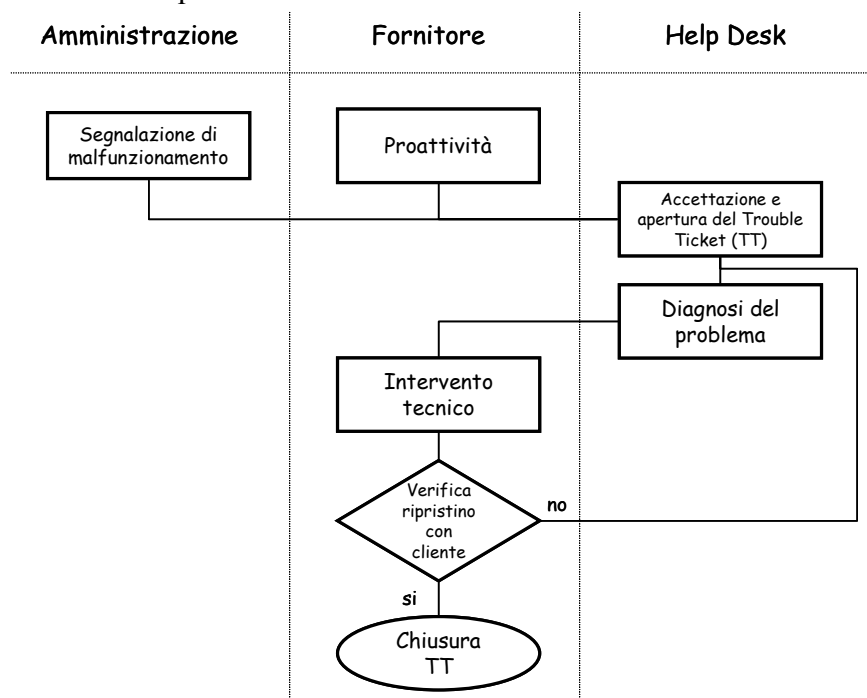 Amministrazione
Fornitore
Help Desk
Segnalazione di
malfunzionamento
Proattività
Accettazione e
apertura del Trouble
Ticket (TT)
Diagnosi del
problema
Intervento
tecnico
Verifica
ripristino
con
cliente
no
si
Chiusura
TT